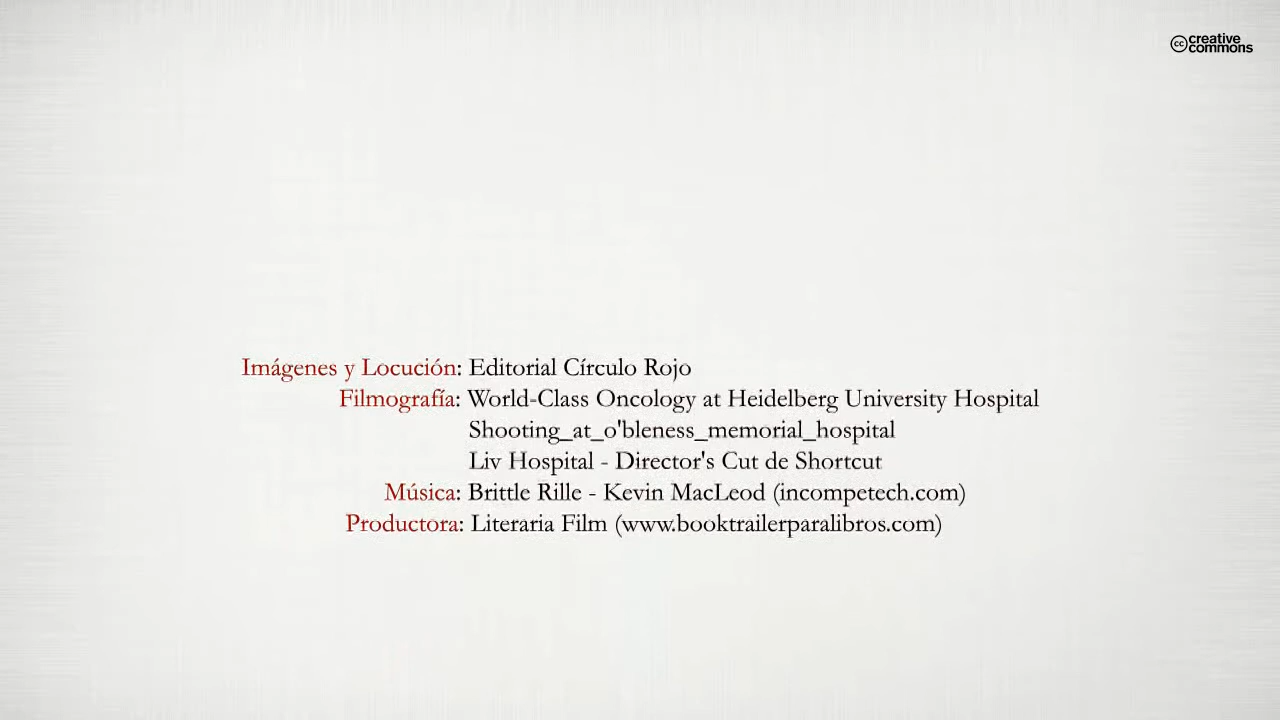 cc creative
commons
Imágenes y Locución: Editorial Círculo Rojo
Filmografía: World-Class Oncology at Heidelberg University Hospital
Shooting_at_o'bleness_memorial_hospital
Liv Hospital - Director's Cut de Shortcut
Música: Brittle Rille - Kevin MacLeod (incompetech.com)
Productora: Literaria Film (www.booktrailerparalibros.com)